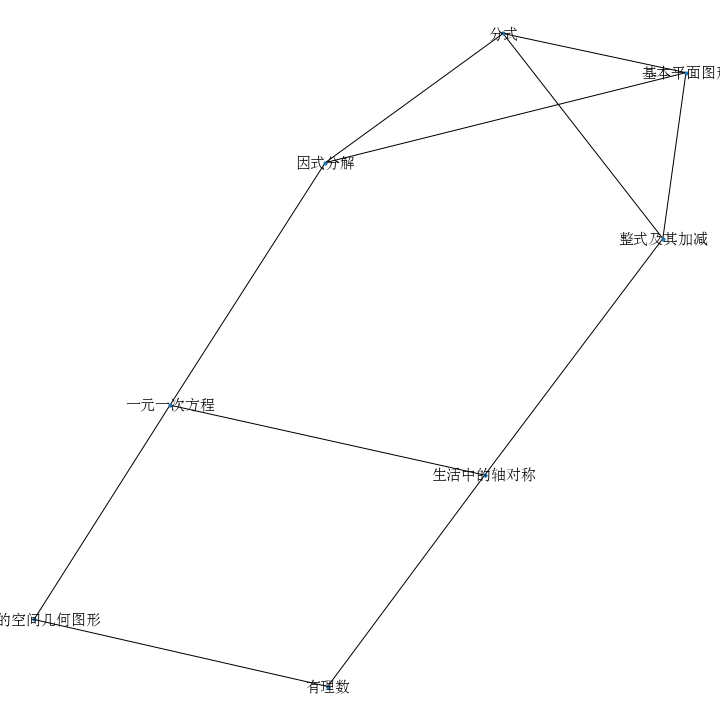 分式
基本平面图形
因式分解
整式及其加减
一元一次方程
生活中的轴对称
的空间几何图形
有理数